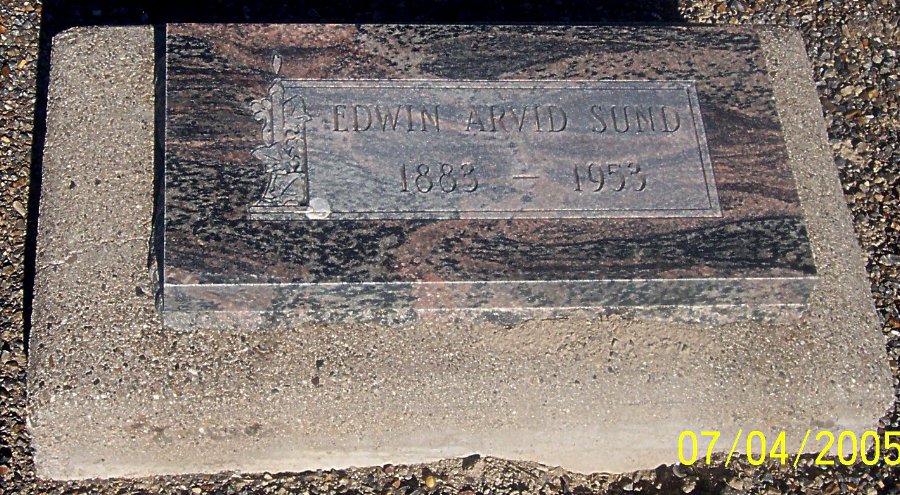 EDWIN ARVID SUND
1883 – 1953
07/04/2005